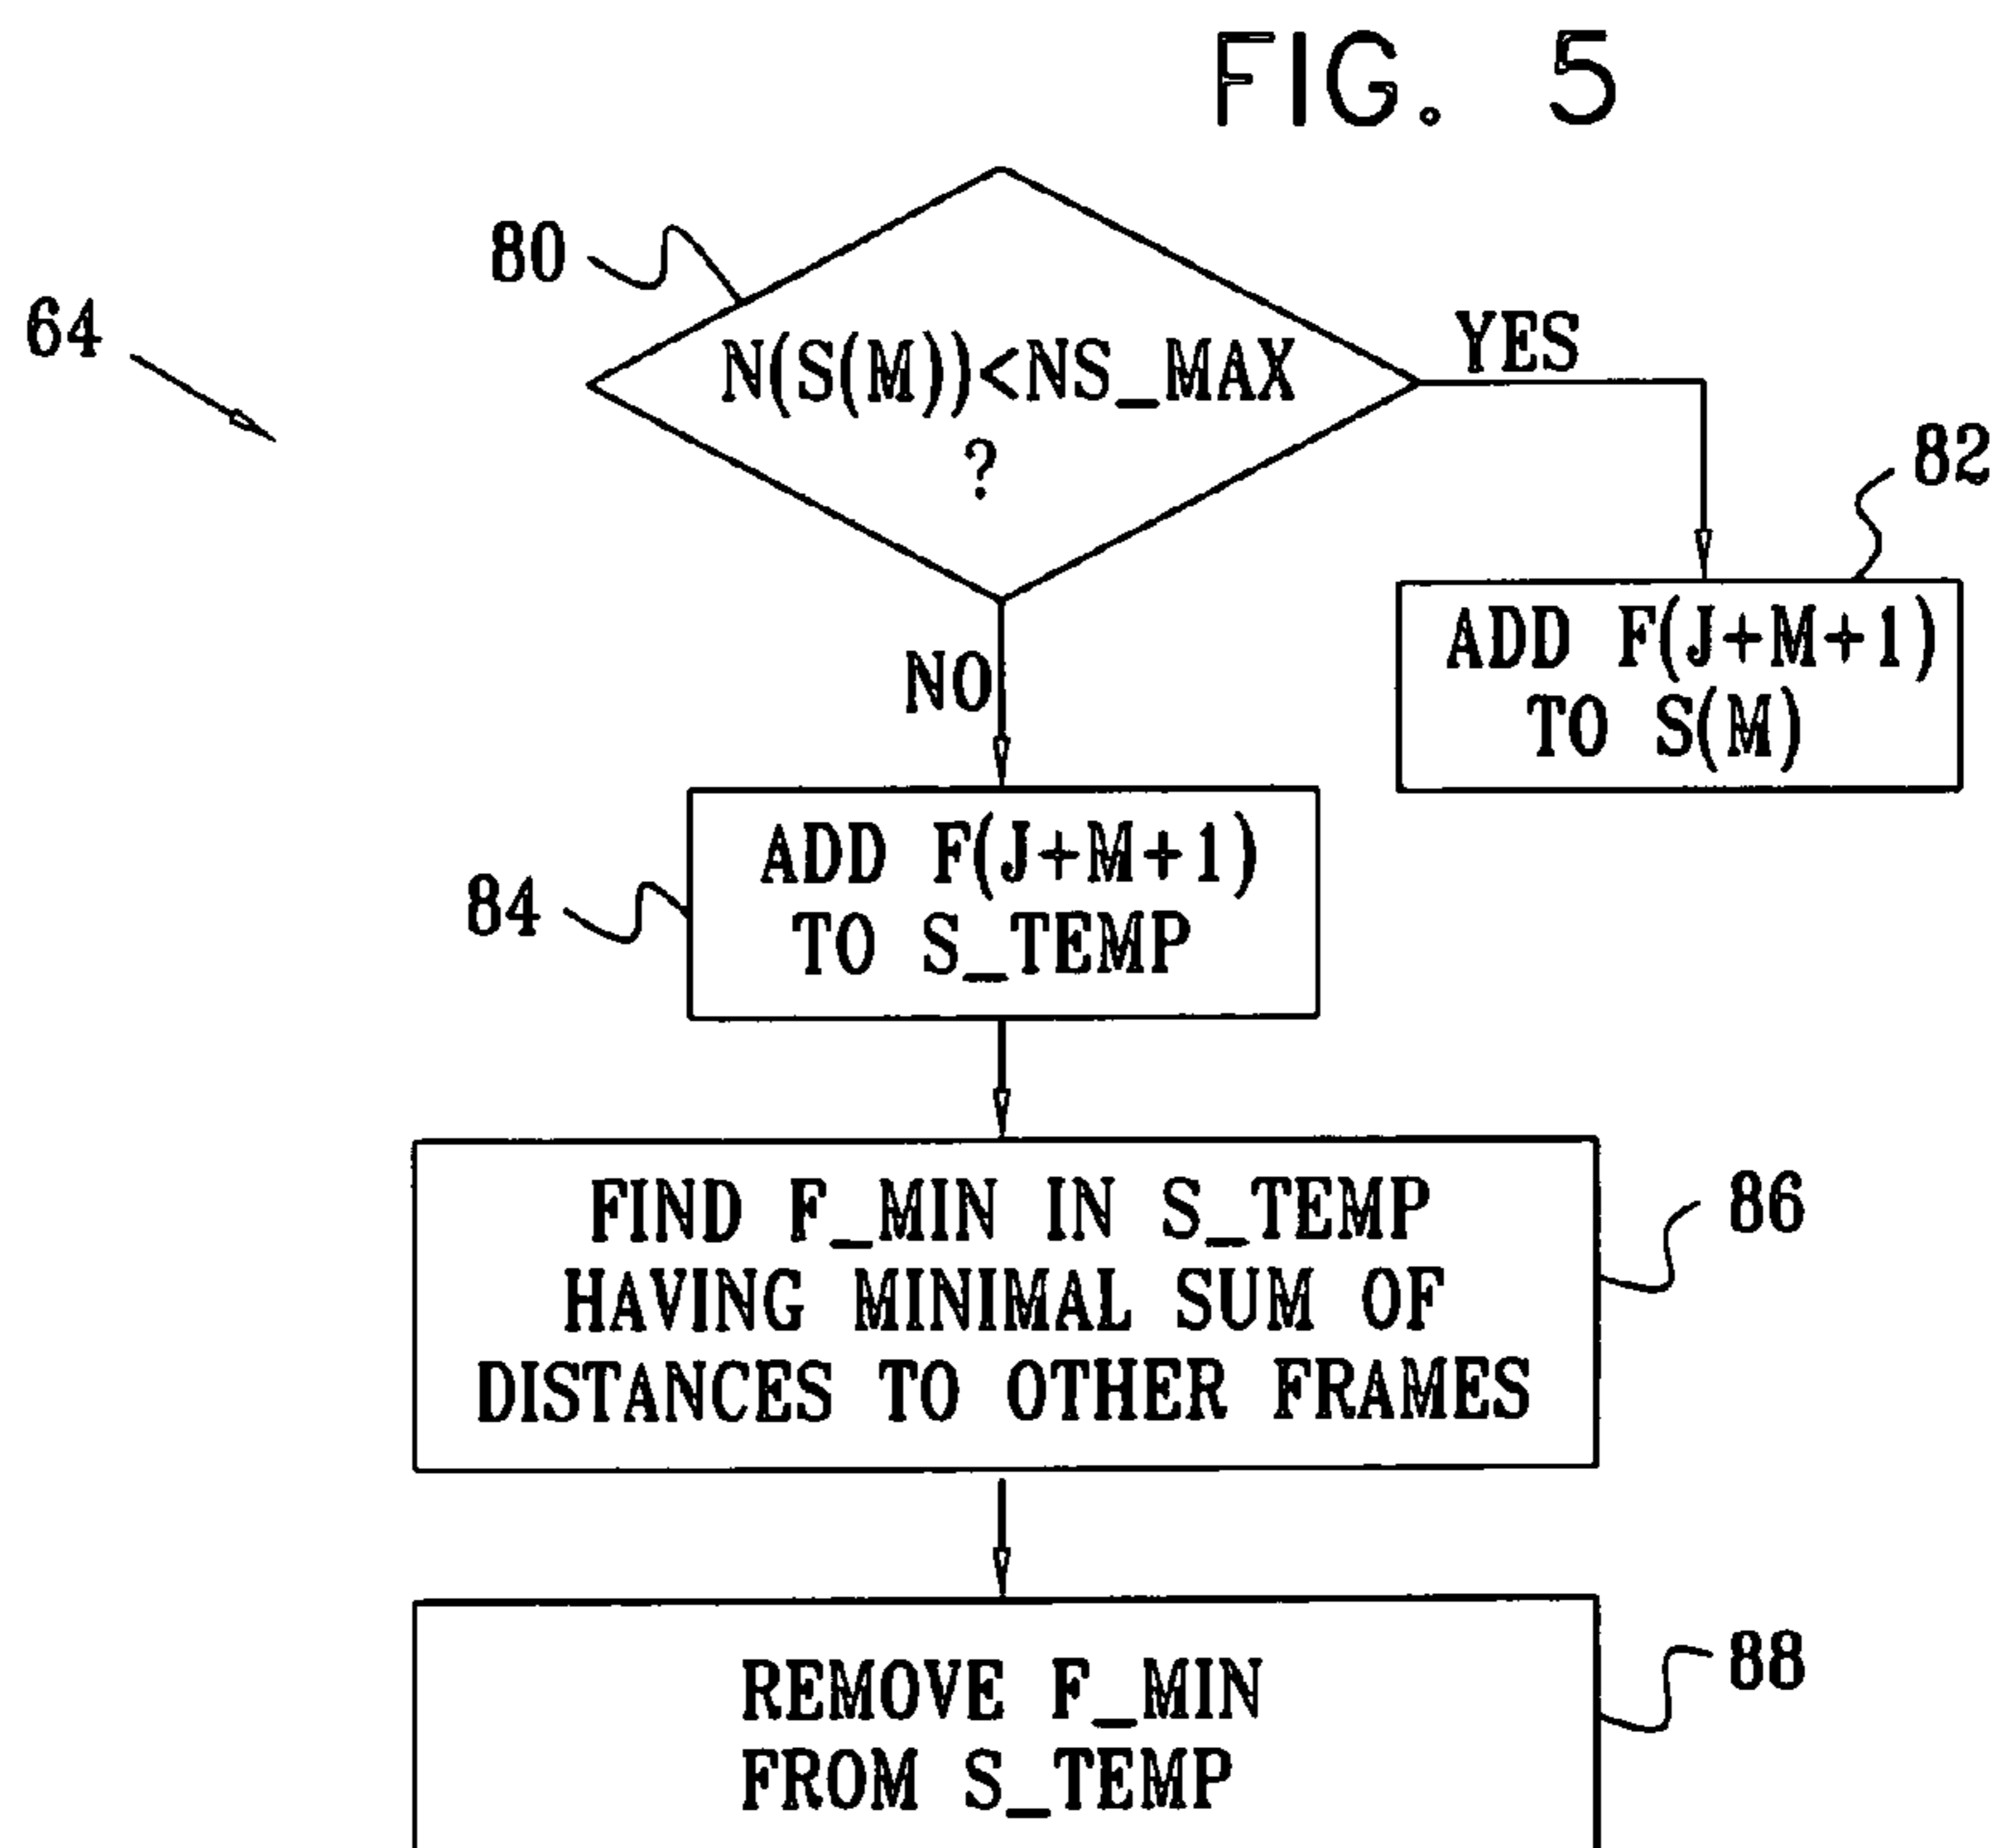 FIG. 5
80
64
N(S(M))<NS_MAX
?
YES
82
ADD F(J+M+1)
TO S(M)
NO
84
ADD F(J+M+1)
TO S_TEMP
FIND F_MIN IN S_TEMP
HAVING MINIMAL SUM OF
DISTANCES TO OTHER FRAMES
86
REMOVE F_MIN
FROM S_TEMP
88